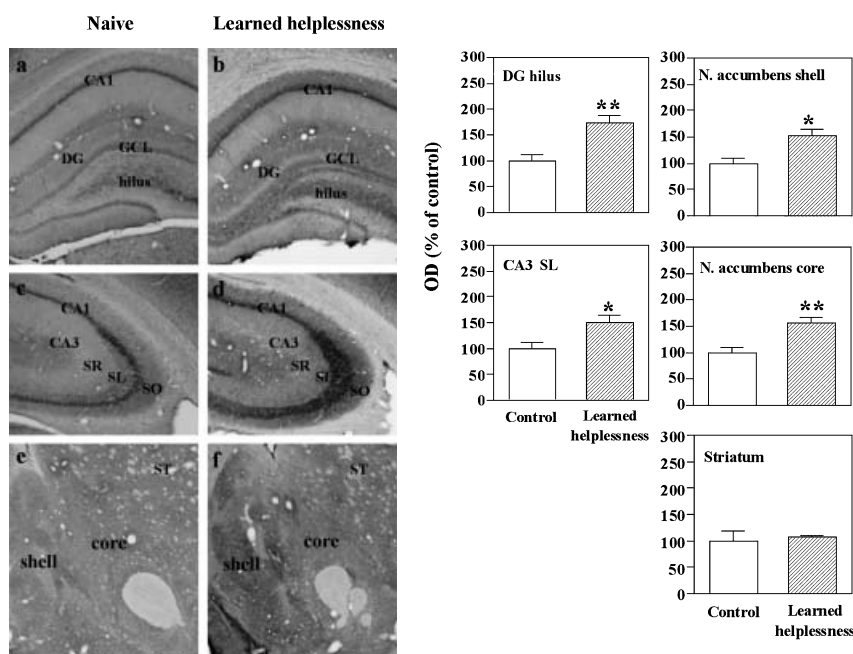 Naive
Learned helplessness
a
CA1
GCL
DG
hilus
b
CA1
GCL
DG
hilus
c
CA1
CA3
SR
SL
SO
d
CA1
CA3
SR
SL
SO
e
ST
core
shell
f
ST
core
shell
OD (% of control)
300
250
200
150
100
50
0
DG hilus
**
300
250
200
150
100
50
0
N. accumbens shell
*
300
250
200
150
100
50
0
CA3 SL
*
Control
Learned
helplessness
300
250
200
150
100
50
0
N. accumbens core
**
300
250
200
150
100
50
0
Striatum
Control
Learned
helplessness